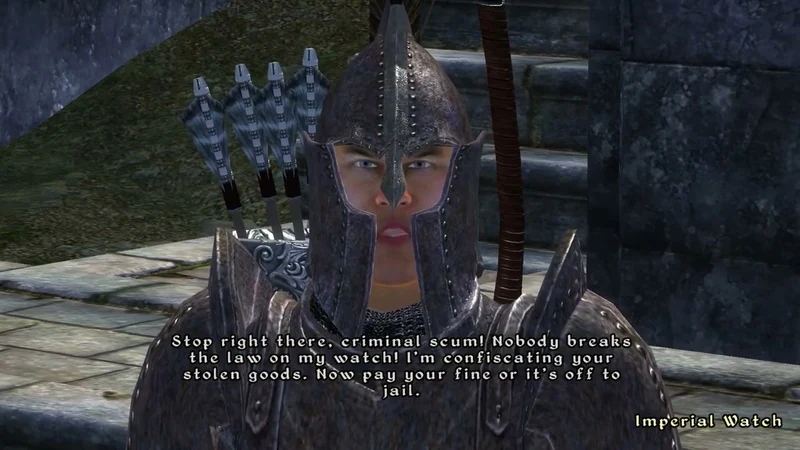 Stop right there, criminal scum! Nobody breaks
the law on my watch! I'm confiscating your
stolen goods. Now pay your fine or it's off to
jail.
Imperial Watch